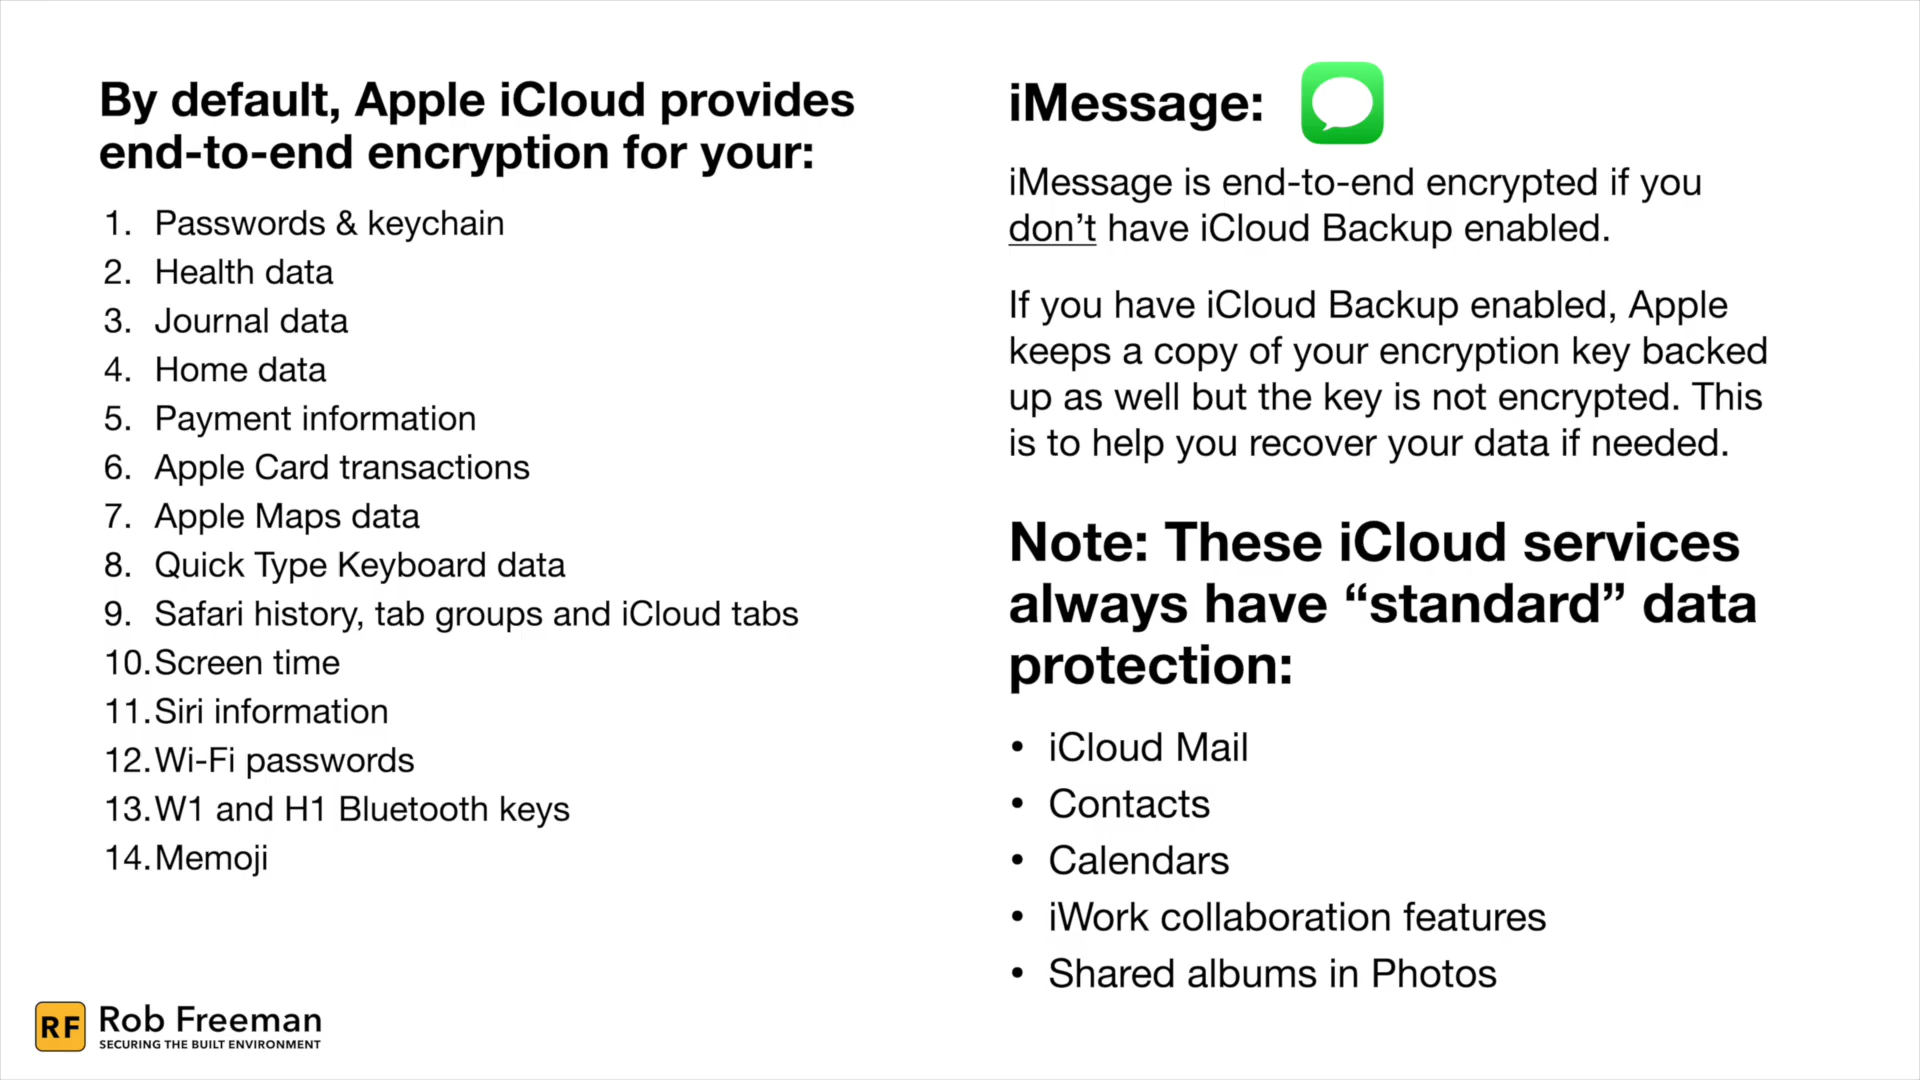 By default, Apple iCloud provides
end-to-end encryption for your:
1. Passwords & keychain
2. Health data
3. Journal data
4. Home data
5. Payment information
6. Apple Card transactions
7. Apple Maps data
8. Quick Type Keyboard data
9. Safari history, tab groups and iCloud tabs
10. Screen time
11. Siri information
12. Wi-Fi passwords
13. W1 and H1 Bluetooth keys
14. Memoji
iMessage:
iMessage is end-to-end encrypted if you
don’t have iCloud Backup enabled.
If you have iCloud Backup enabled, Apple
keeps a copy of your encryption key backed
up as well but the key is not encrypted. This
is to help you recover your data if needed.
Note: These iCloud services
always have “standard” data
protection:
• iCloud Mail
• Contacts
• Calendars
• iWork collaboration features
• Shared albums in Photos
RF Rob Freeman
SECURING THE BUILT ENVIRONMENT